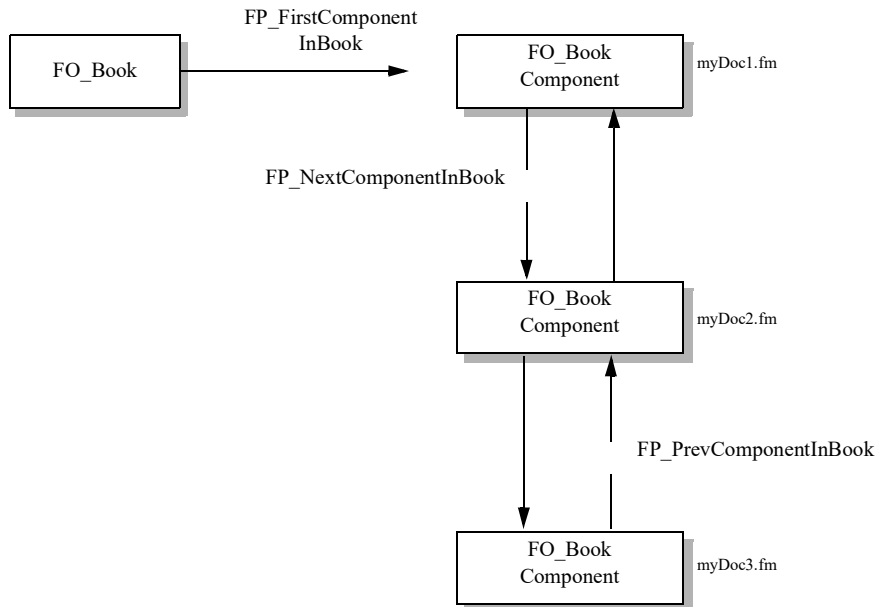 FP_FirstComponent
InBook
FO_Book
FO_Book
Component
myDoc1.fm
FP_NextComponentInBook
FO_Book
Component
myDoc2.fm
FP_PrevComponentInBook
FO_Book
Component
myDoc3.fm